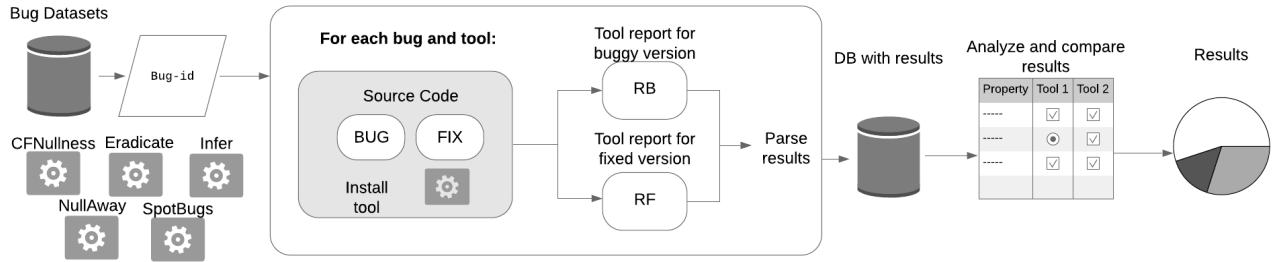 Bug Datasets
Bug-id
CFNullness
Eradicate
Infer
NullAway
SpotBugs
For each bug and tool:
Source Code
BUG
FIX
Install
tool
Tool report for
buggy version
RB
Tool report for
fixed version
RF
Parse
results
DB with results
Analyze and compare
results
Property Tool 1 Tool 2
-----
-----
-----
Results